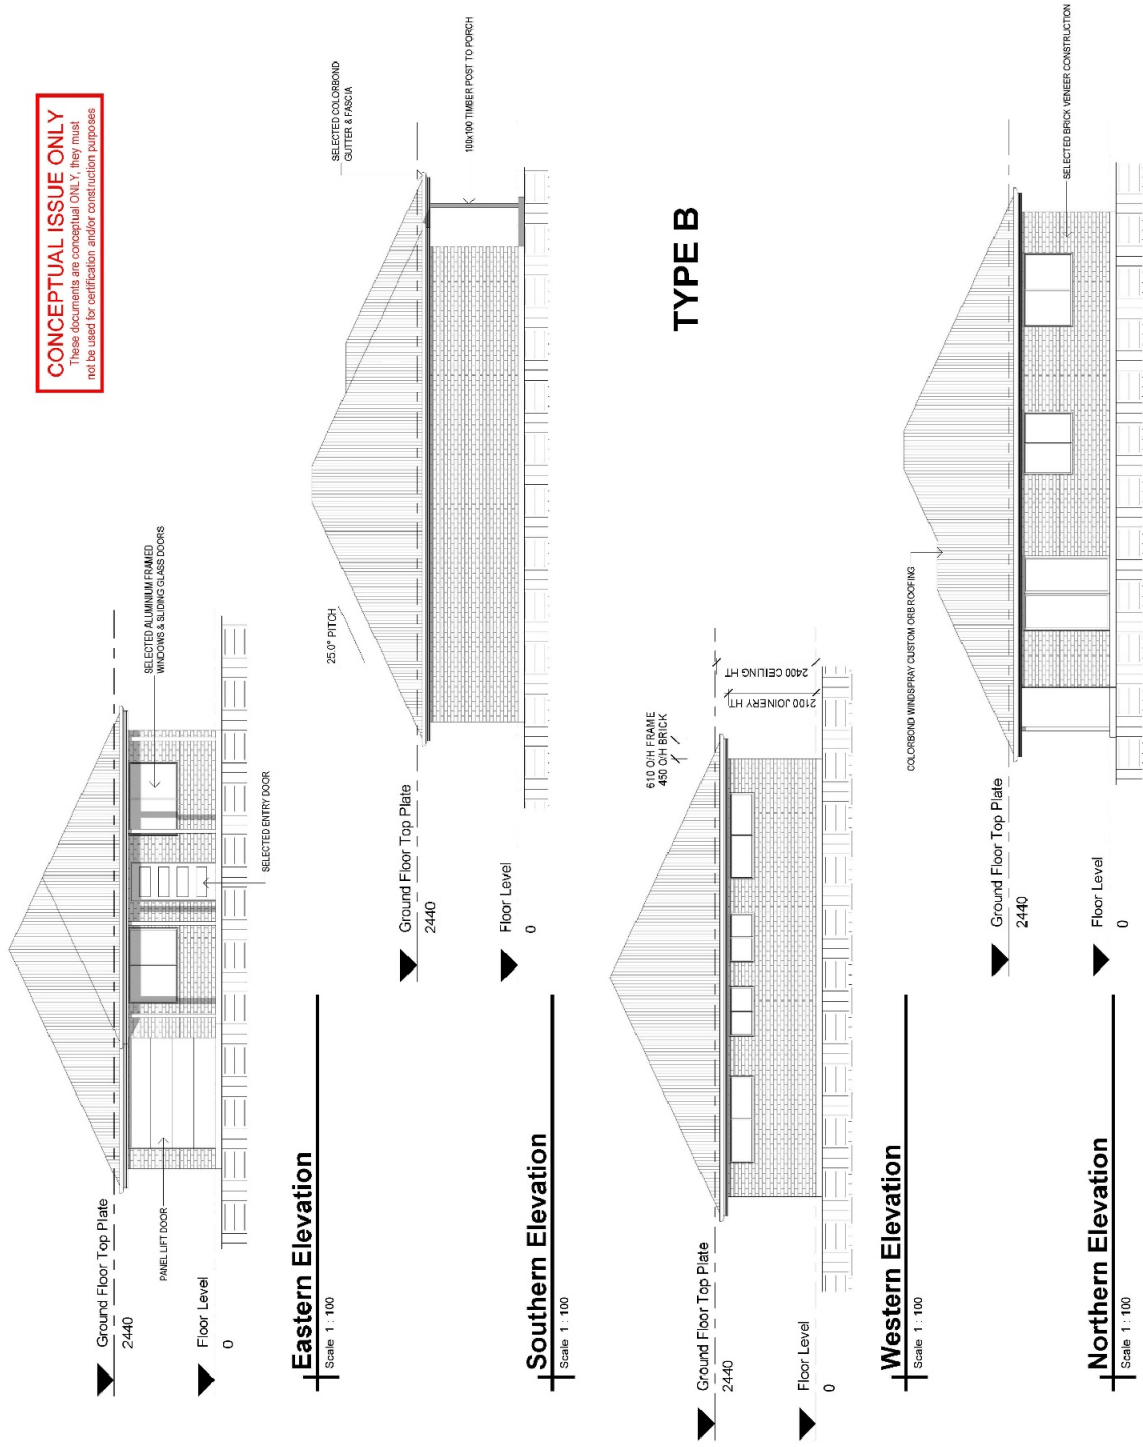 CONCEPTUAL ISSUE ONLY
These documents are conceptual ONLY, they must
not be used for certification and/or construction purposes
Ground Floor Top Plate
2440
Floor Level
0
PANEL LIFT DOOR
SELECTED ENTRY DOOR
SELECTED ALUMINIUM FRAMED
WINDOWS & SLIDING GLASS DOORS
Eastern Elevation
Scale 1 : 100
Ground Floor Top Plate
2440
Floor Level
0
25.0° PITCH
SELECTED COLORBOND
GUTTER & FASCIA
100x100 TIMBER POST TO PORCH
Southern Elevation
Scale 1 : 100
TYPE B
Ground Floor Top Plate
2440
Floor Level
0
610 O/H FRAME
450 O/H BRICK
2400 CEILING HT
2100 JOINERY HT
Western Elevation
Scale 1 : 100
Ground Floor Top Plate
2440
Floor Level
0
COLORBOND WINDSPRAY CUSTOM ORB ROOFING
SELECTED BRICK VENEER CONSTRUCTION
Northern Elevation
Scale 1 : 100